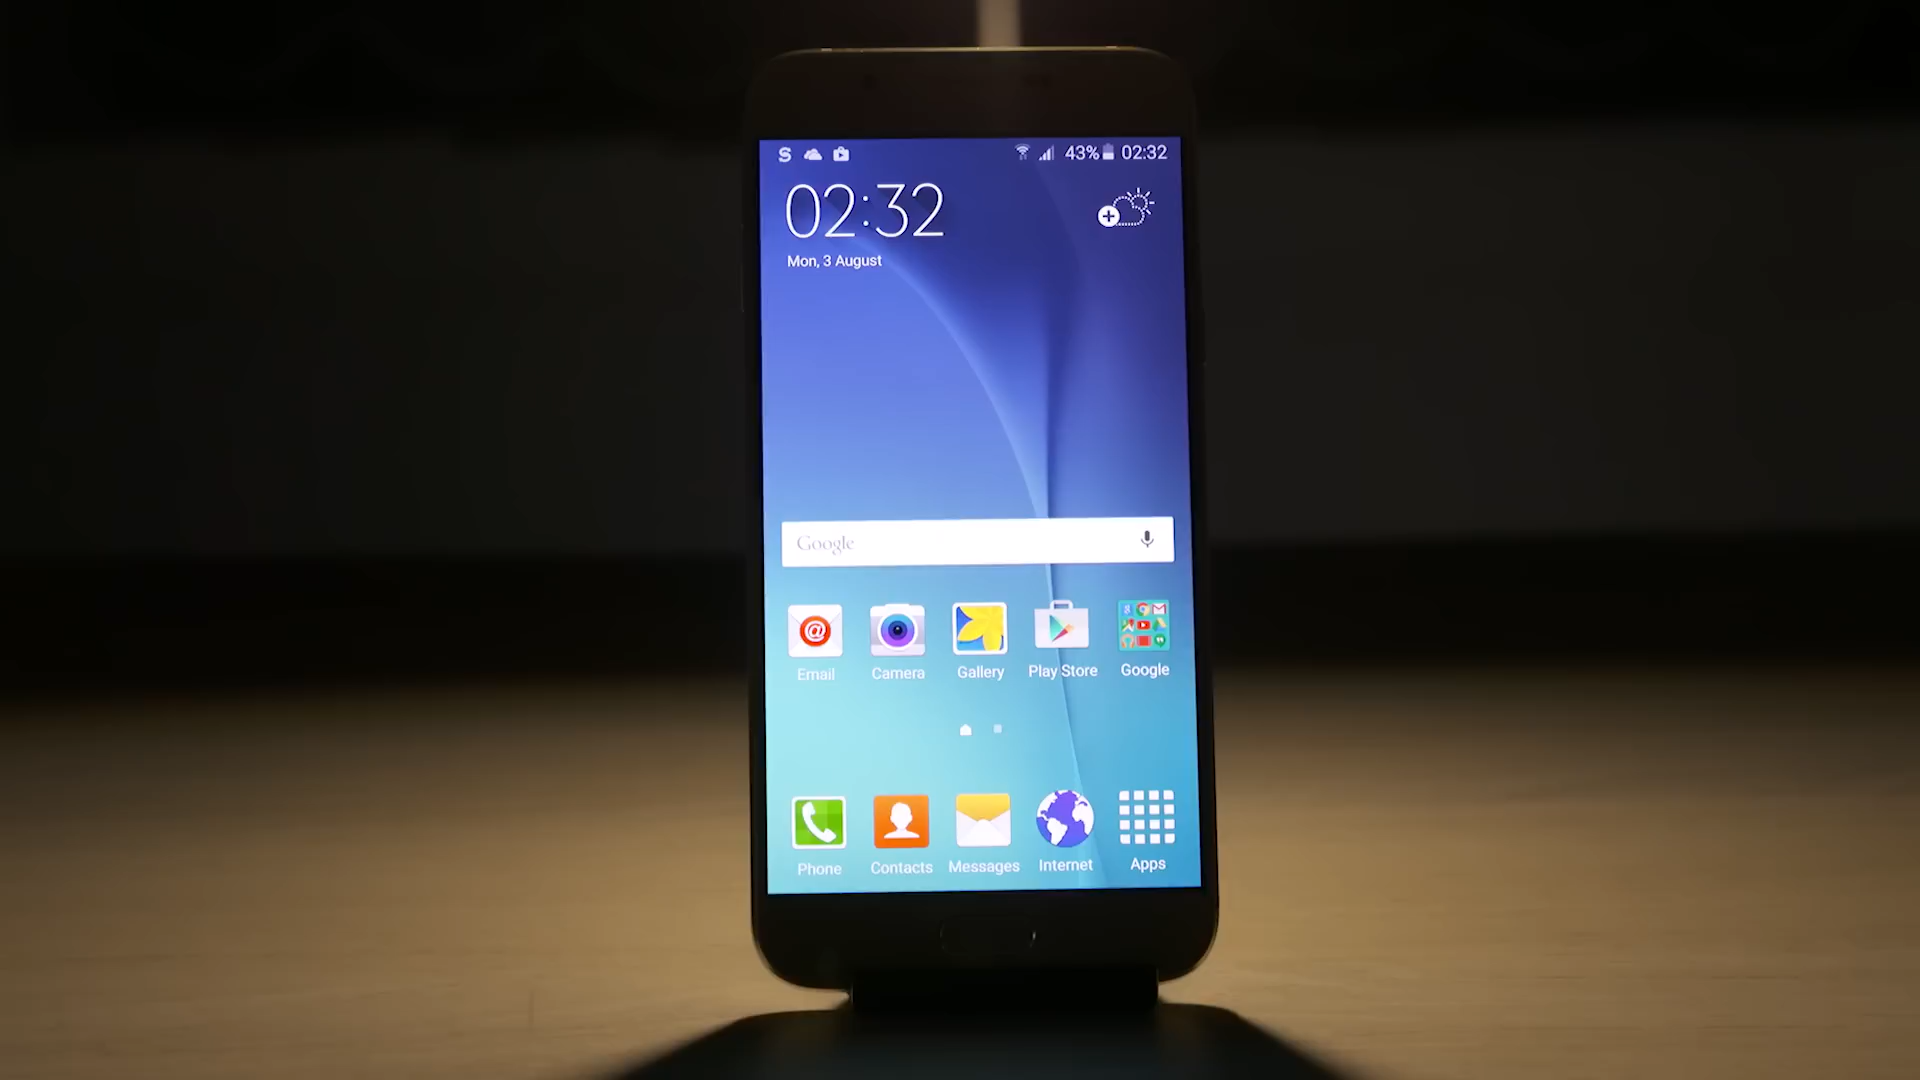 43% 02:32
02:32
Mon, 3 August
Google
Email Camera Gallery Play Store Google
Phone Contacts Messages Internet Apps